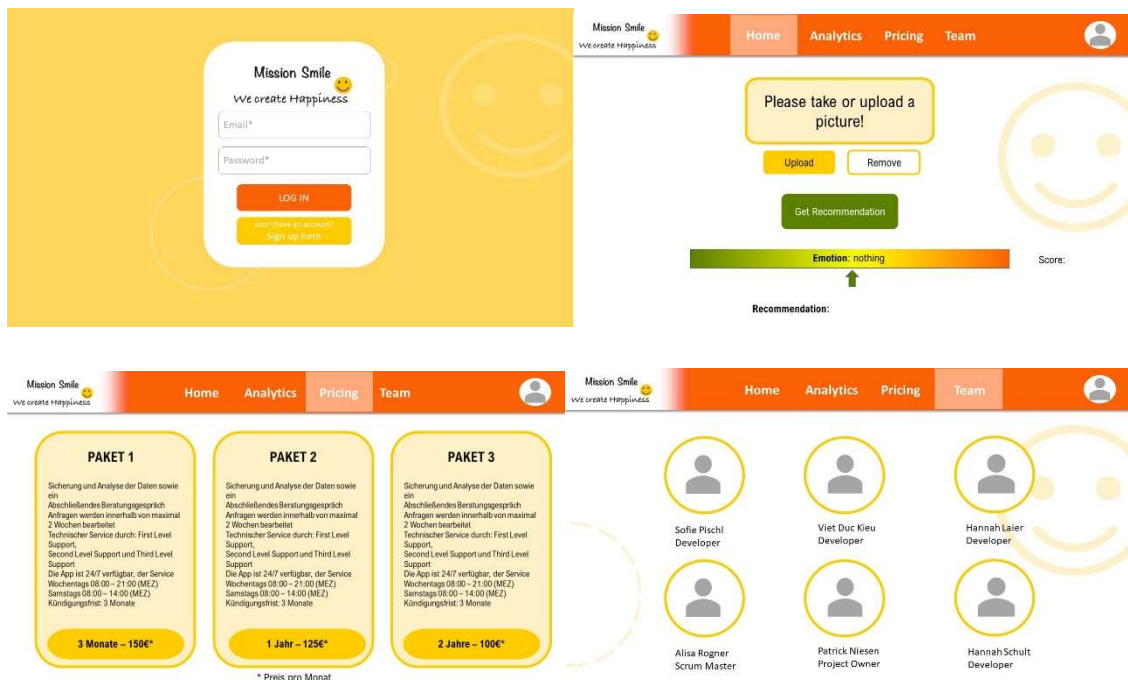 Mission Smile
We create Happiness
Email*
Password*
LOG IN
Don't have an account?
Sign up here
Mission Smile
We create Happiness
Home
Analytics
Pricing
Team
Please take or upload a
picture!
Upload
Remove
Get Recommendation
Emotion: nothing
Score:
Recommendation:
Mission Smile
We create Happiness
Home
Analytics
Pricing
Team
PAKET 1
Sicherung und Analyse der Daten sowie
ein
Abschließendes Beratungsgespräch
Anfragen werden innerhalb von maximal
2 Wochen bearbeitet
Technischer Service durch: First Level
Support,
Second Level Support und Third Level
Support
Die App ist 24/7 verfügbar, der Service
Wochentags 08:00 – 21:00 (MEZ)
Samstags 08:00 – 14:00 (MEZ)
Kündigungsfrist: 3 Monate
3 Monate – 150€*
PAKET 2
Sicherung und Analyse der Daten sowie
ein
Abschließendes Beratungsgespräch
Anfragen werden innerhalb von maximal
2 Wochen bearbeitet
Technischer Service durch: First Level
Support,
Second Level Support und Third Level
Support
Die App ist 24/7 verfügbar, der Service
Wochentags 08:00 – 21:00 (MEZ)
Samstags 08:00 – 14:00 (MEZ)
Kündigungsfrist: 3 Monate
1 Jahr – 125€*
PAKET 3
Sicherung und Analyse der Daten sowie
ein
Abschließendes Beratungsgespräch
Anfragen werden innerhalb von maximal
2 Wochen bearbeitet
Technischer Service durch: First Level
Support,
Second Level Support und Third Level
Support
Die App ist 24/7 verfügbar, der Service
Wochentags 08:00 – 21:00 (MEZ)
Samstags 08:00 – 14:00 (MEZ)
Kündigungsfrist: 3 Monate
2 Jahre – 100€*
* Preis pro Monat
Mission Smile
We create Happiness
Home
Analytics
Pricing
Team
Sofie Pischl
Developer
Viet Duc Kieu
Developer
Hannah Laier
Developer
Alisa Rogner
Scrum Master
Patrick Niesen
Project Owner
Hannah Schult
Developer